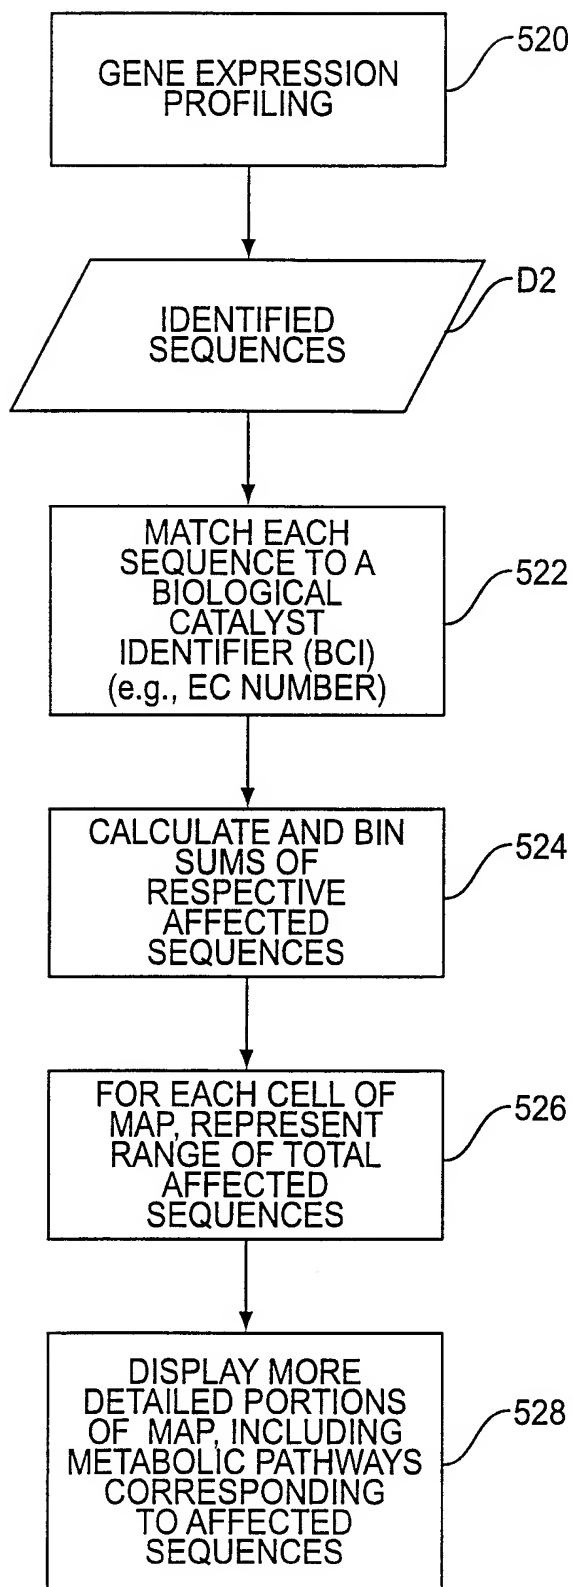 GENE EXPRESSION
PROFILING
520
IDENTIFIED
SEQUENCES
D2
MATCH EACH
SEQUENCE TO A
BIOLOGICAL
CATALYST
IDENTIFIER (BCI)
(e.g., EC NUMBER)
522
CALCULATE AND BIN
SUMS OF
RESPECTIVE
AFFECTED
SEQUENCES
524
FOR EACH CELL OF
MAP, REPRESENT
RANGE OF TOTAL
AFFECTED
SEQUENCES
526
DISPLAY MORE
DETAILED PORTIONS
OF MAP, INCLUDING
METABOLIC PATHWAYS
CORRESPONDING
TO AFFECTED
SEQUENCES
528